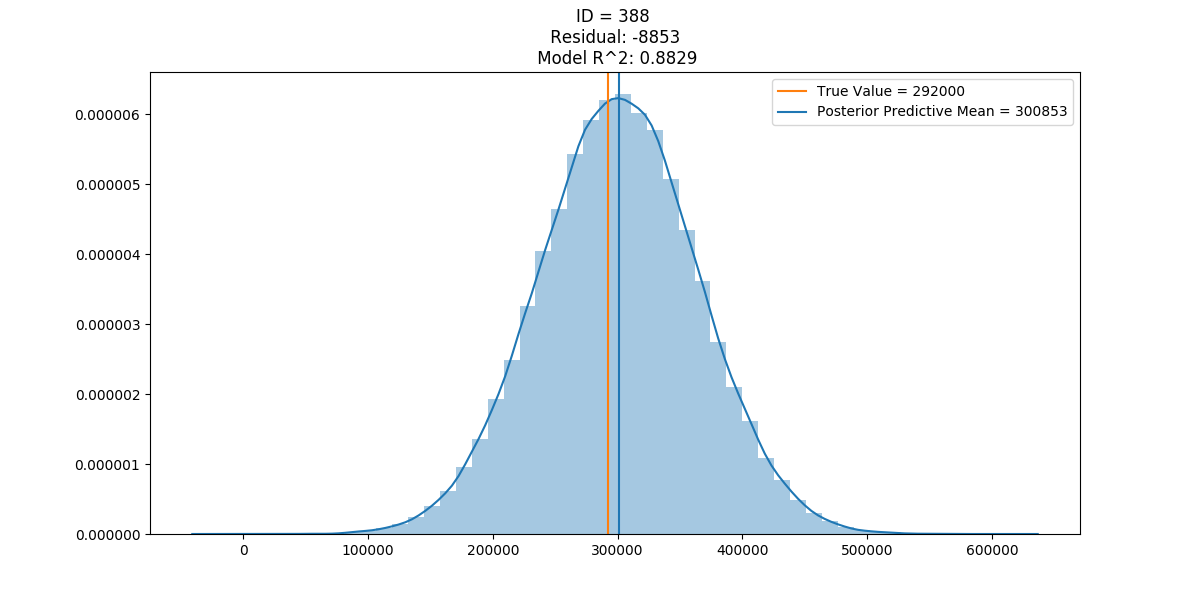 ID = 388
Residual: -8853
Model R^2: 0.8829
True Value = 292000
Posterior Predictive Mean = 300853
0.000006
0.000005
0.000004
0.000003
0.000002
0.000001
0.000000
0 100000 200000 300000 400000 500000 600000